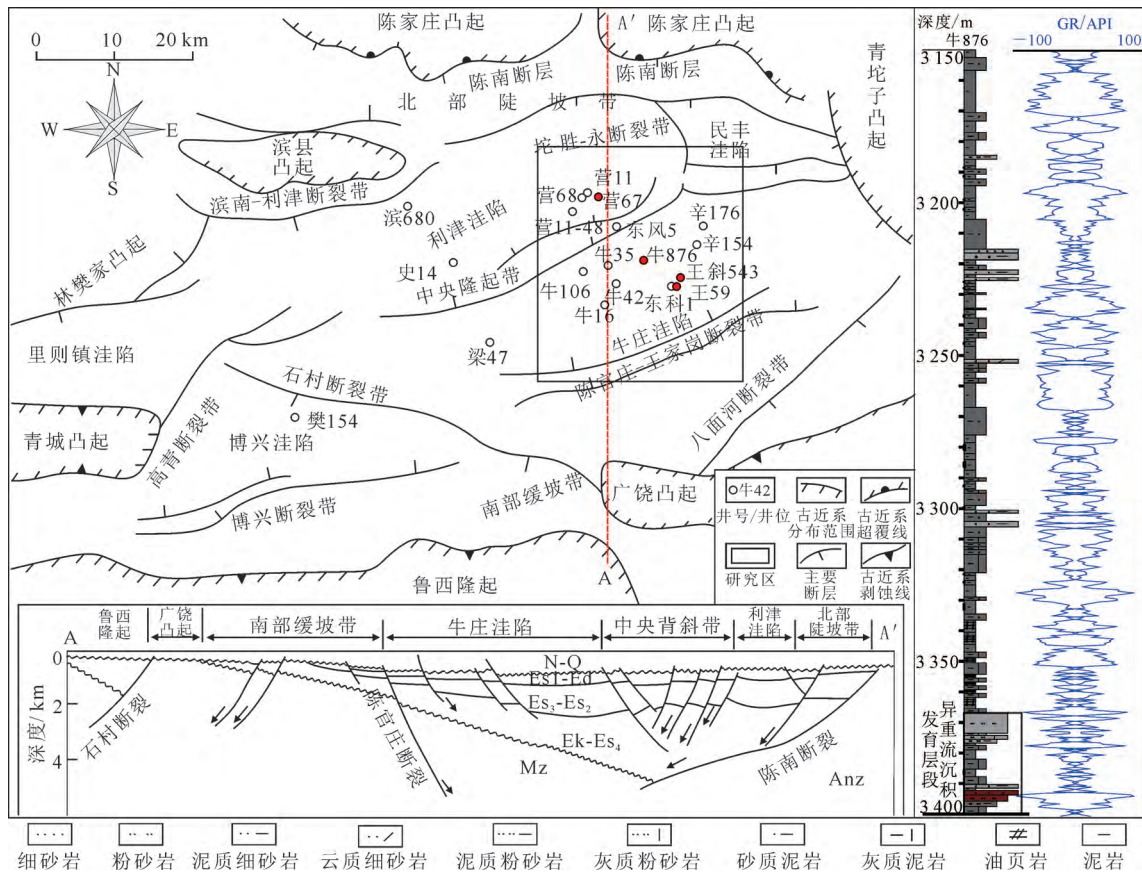 0 10 20 km
N
W E
S
陈家庄凸起
A′ 陈家庄凸起
陈南断层
陈南断层
北部陡坡带
青坨子凸起
滨县
凸起
坨-胜-永断裂带
民丰
洼陷
滨南-利津断裂带
滨680
利津洼陷
营11
营68
营67
营11-48
东风5
辛176
辛154
史14
中央隆起带
牛35
牛876
王斜543
牛106
牛42
东科1
王59
牛16
林樊家凸起
里则镇洼陷
梁47
牛庄洼陷
陈官庄-王家岗断裂带
石村断裂带
八面河断裂带
樊154
青城凸起
高青断裂带
博兴洼陷
博兴断裂带
南部缓坡带
广饶凸起
鲁西隆起
A
牛42
井号/井位
古近系
分布范围
古近系
超覆线
研究区
主要
断层
古近系
剥蚀线
A
鲁西
隆起
广饶
凸起
南部缓坡带
牛庄洼陷
中央背斜带
利津
洼陷
北部
陡坡带
A′
深度/km
0
2
4
N-Q
Es1-Ed
Es₃-Es₂
Ek-Es₄
Mz
Anz
石村断裂
陈官庄断裂
陈南断裂
深度/m
牛876
GR/API
-100 100
3 150
3 200
3 250
3 300
3 350
3 400
异重流沉积
发育层段
细砂岩
粉砂岩
泥质细砂岩
云质细砂岩
泥质粉砂岩
灰质粉砂岩
砂质泥岩
灰质泥岩
油页岩
泥岩